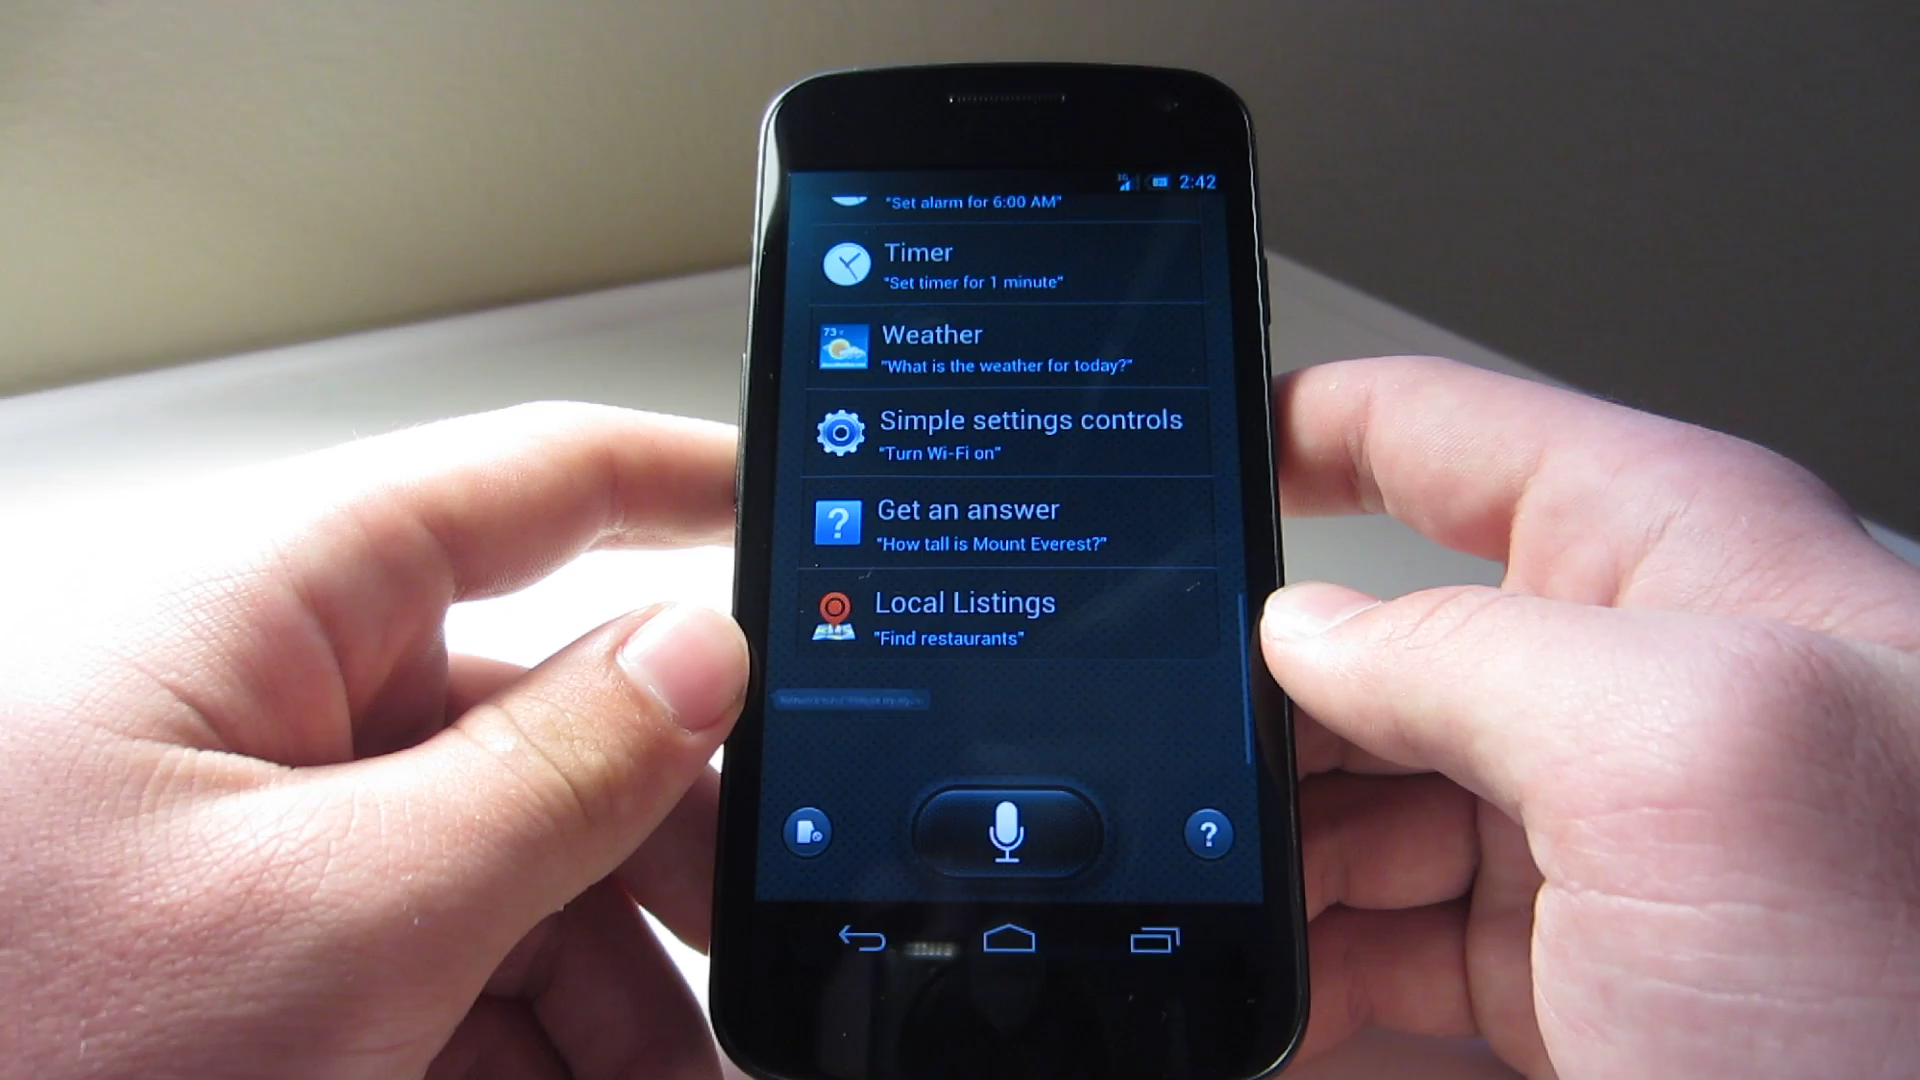 2:42
"Set alarm for 6:00 AM"
Timer
"Set timer for 1 minute"
73
Weather
"What is the weather for today?"
Simple settings controls
"Turn Wi-Fi on"
?
Get an answer
"How tall is Mount Everest?"
Local Listings
"Find restaurants"
?